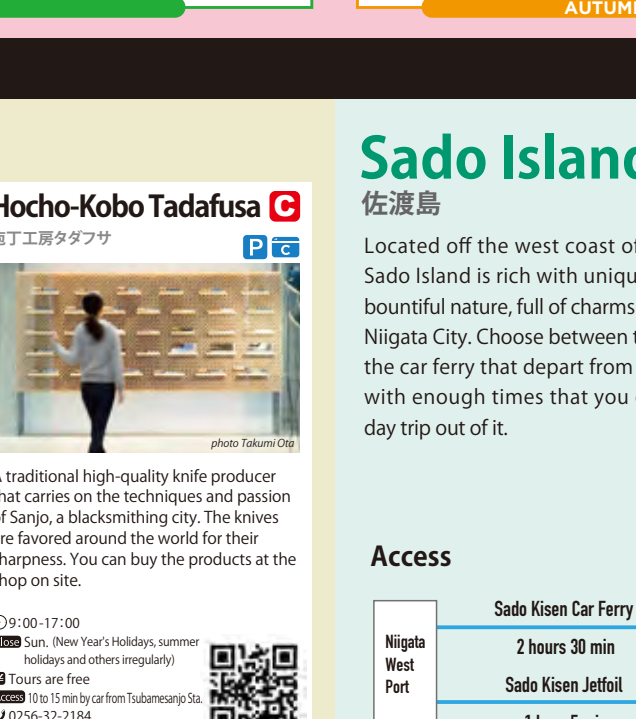 AUTUM
Hocho-Kobo Tadafusa C
庖丁工房タダフサ
P C
photo Takumi Ota
A traditional high-quality knife producer
that carries on the techniques and passion
of Sanjo, a blacksmithing city. The knives
are favored around the world for their
sharpness. You can buy the products at the
shop on site.
9:00-17:00
Close Sun. (New Year's Holidays, summer
holidays and others irregularly)
Tours are free
Access 10 to 15 min by car from Tsubamesanjo Sta.
0256-32-2184
Sado Islan
佐渡島
Located off the west coast of
Sado Island is rich with uniqu
bountiful nature, full of charms
Niigata City. Choose between t
the car ferry that depart from
with enough times that you
day trip out of it.
Access
Niigata
West
Port
Sado Kisen Car Ferry
2 hours 30 min
Sado Kisen Jetfoil